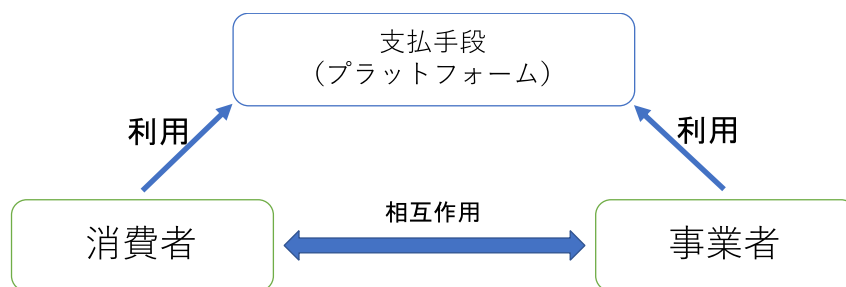 支払手段
（プラットフォーム）
利用
利用
相互作用
消費者
事業者